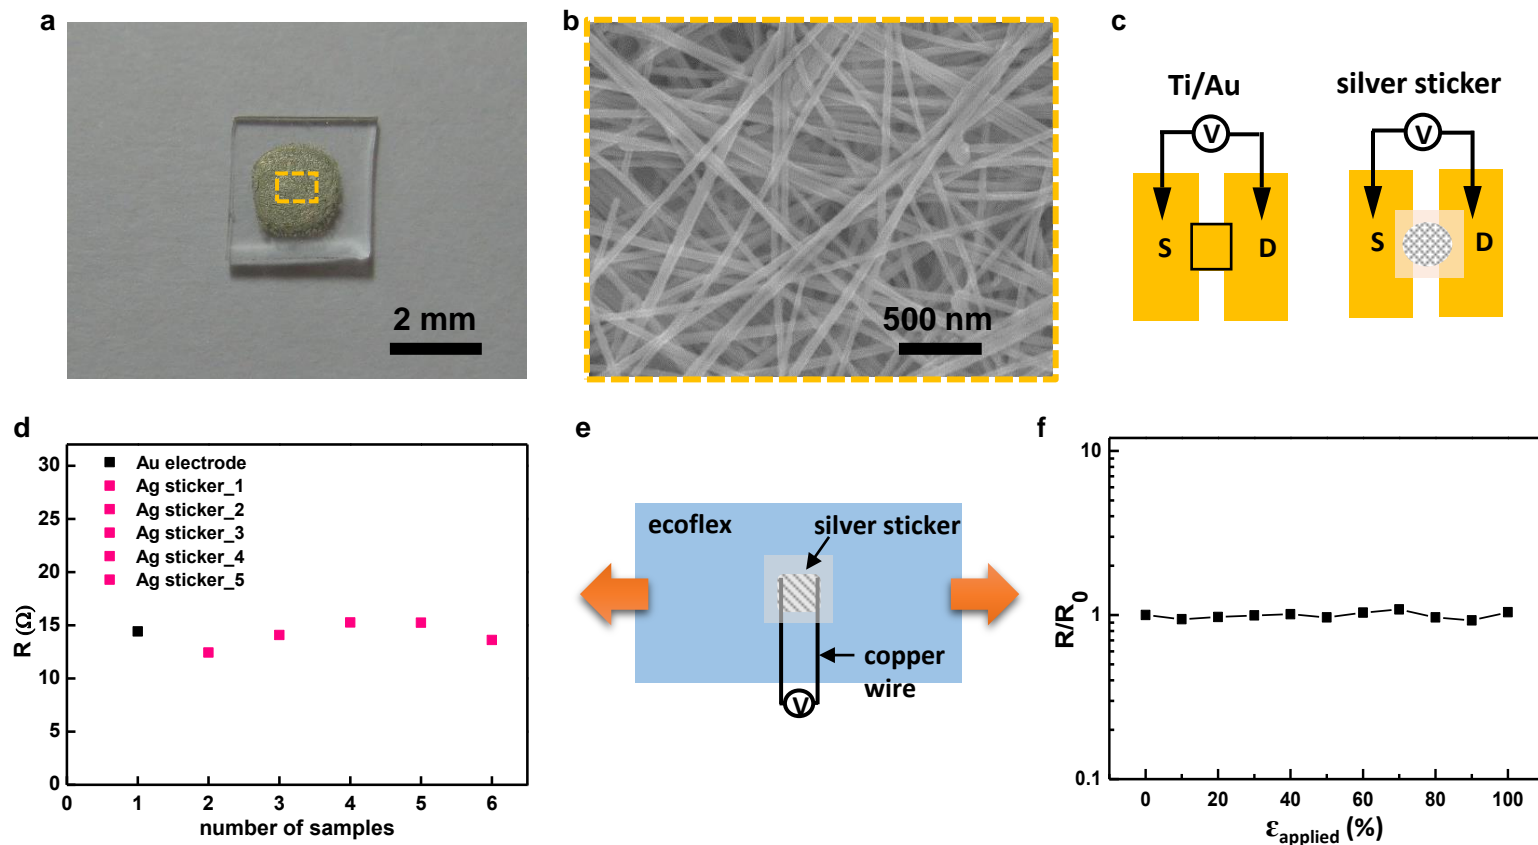 a
2 mm
b
500 nm
c
Ti/Au
V
S
D
silver sticker
V
S
D
d
Au electrode
Ag sticker_1
Ag sticker_2
Ag sticker_3
Ag sticker_4
Ag sticker_5
R (Ω)
30
25
20
15
10
5
0
0 1 2 3 4 5 6
number of samples
e
ecoflex
silver sticker
copper
wire
V
f
R/R0
10
1
0.1
0 20 40 60 80 100
εapplied (%)